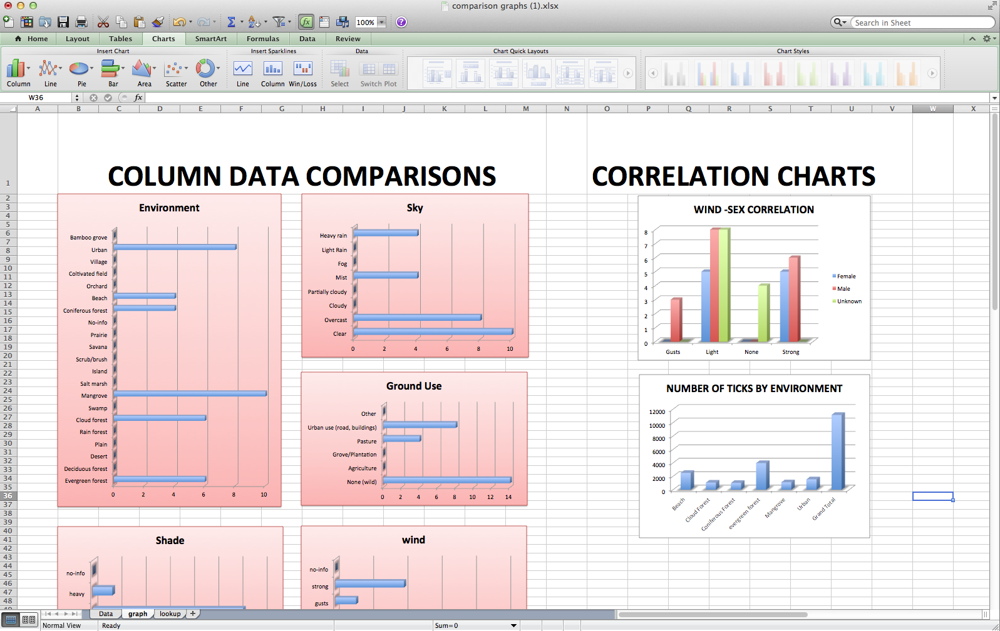 comparison graphs (1).xlsx
100%
Search in Sheet
Home Layout Tables Charts SmartArt Formulas Data Review
Insert Chart Insert Sparklines Data Chart Quick Layouts Chart Styles
Column Line Pie Bar Area Scatter Other Line Column Win/Loss Select Switch Plot
W36 fx
A B C D E F G H I J K L M N O P Q R S T U V W X
1
COLUMN DATA COMPARISONS
CORRELATION CHARTS
2
3
4
5
6
7
8
9
10
11
12
13
14
15
16
17
18
19
20
21
22
23
24
25
26
27
28
29
30
31
32
33
34
35
36
37
38
39
40
41
42
43
44
45
46
47
48
49
Environment
Bamboo grove
Urban
Village
Coltivated field
Orchard
Beach
Coniferous forest
No-info
Prairie
Savana
Scrub/brush
Island
Salt marsh
Mangrove
Swamp
Cloud forest
Rain forest
Plain
Desert
Deciduous forest
Evergreen forest
0 2 4 6 8 10
Sky
Heavy rain
Light Rain
Fog
Mist
Partially cloudy
Cloudy
Overcast
Clear
0 2 4 6 8 10
Ground Use
Other
Urban use (road, buildings)
Pasture
Grove/Plantation
Agriculture
None (wild)
0 2 4 6 8 10 12 14
Shade
no-info
heavy
wind
no-info
strong
gusts
WIND -SEX CORRELATION
8
7
6
5
4
3
2
1
0
Gusts Light None Strong
Female
Male
Unknown
NUMBER OF TICKS BY ENVIRONMENT
12000
10000
8000
6000
4000
2000
0
Beach
Cloud Forest
Coniferous Forest
evergreen forest
Mangrove
Urban
Grand Total
Data graph lookup +
Normal View Ready Sum=0